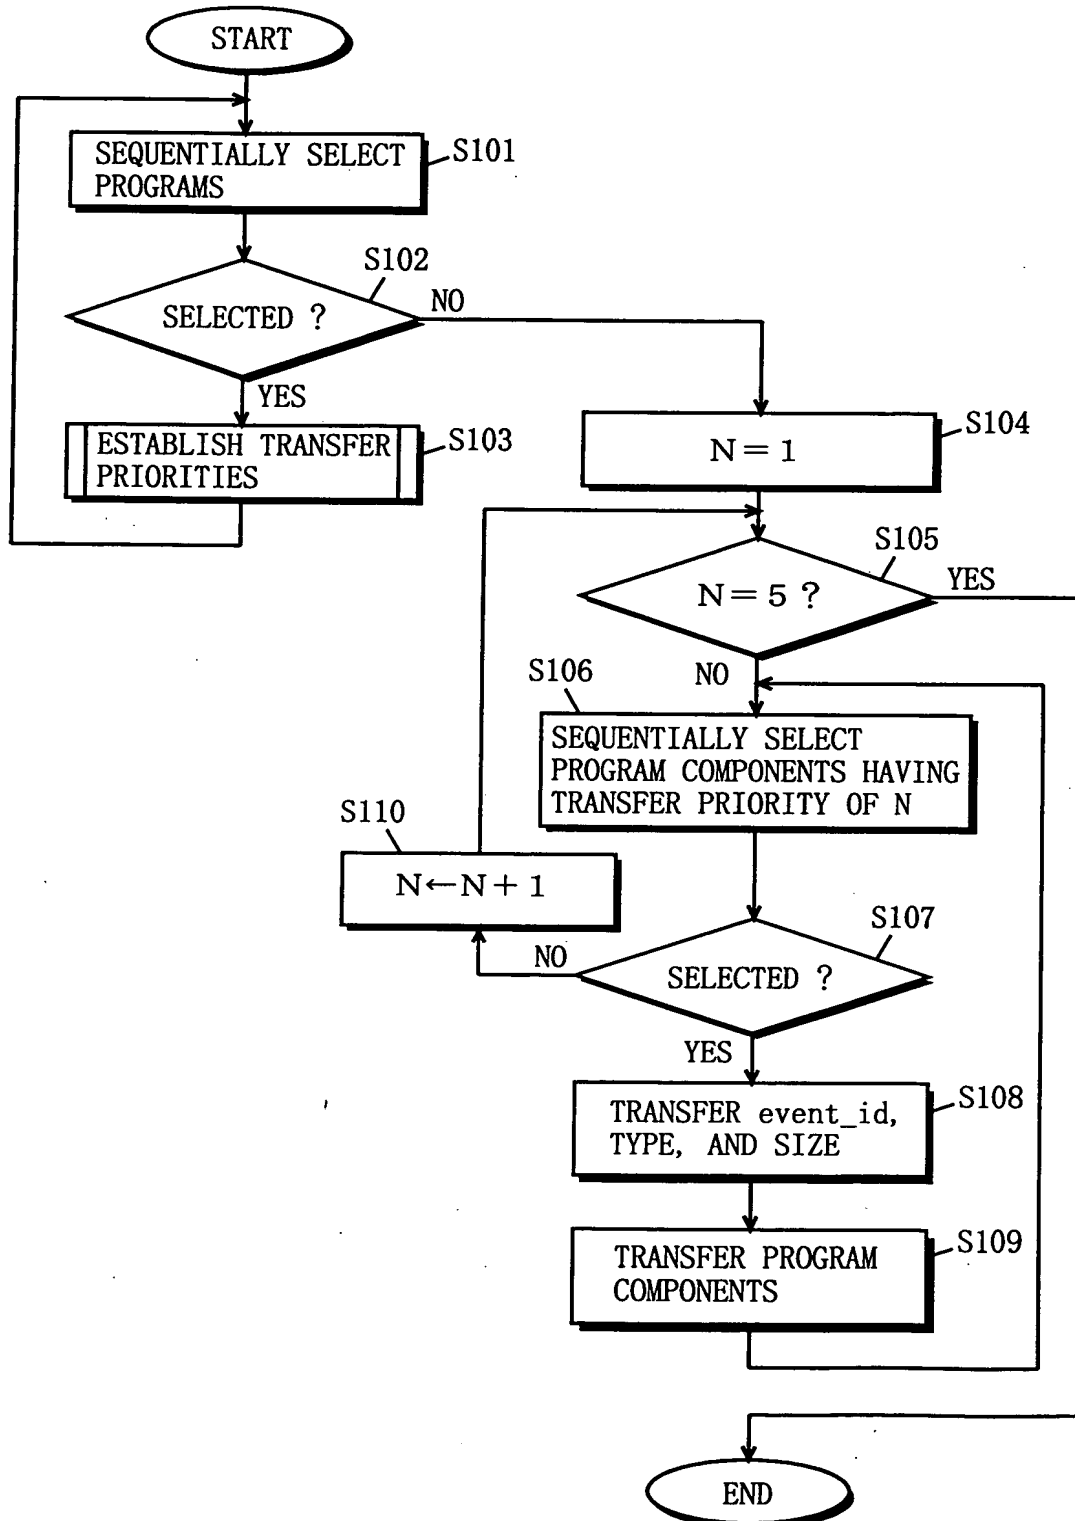 START
SEQUENTIALLY SELECT
PROGRAMS
S101
S102
SELECTED ?
NO
YES
ESTABLISH TRANSFER
PRIORITIES
S103
N = 1
S104
S105
N = 5 ?
YES
NO
S106
SEQUENTIALLY SELECT
PROGRAM COMPONENTS HAVING
TRANSFER PRIORITY OF N
S110
N←N + 1
S107
NO
SELECTED ?
YES
TRANSFER event_id,
TYPE, AND SIZE
S108
TRANSFER PROGRAM
COMPONENTS
S109
END